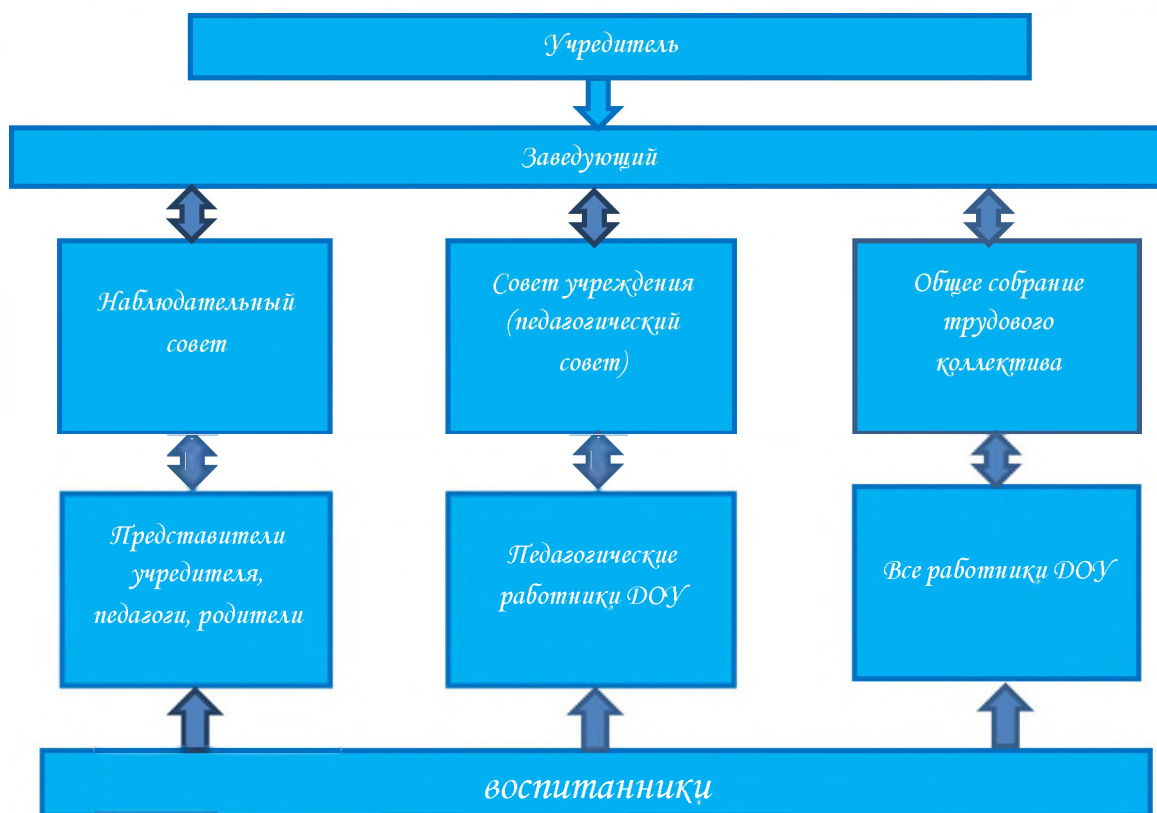 Учредитель
Заведующий
Наблюдательный
совет
Совет учреждения
(педагогический
совет)
Общее собрание
трудового
коллектива
Представители
учредителя,
педагоги, родители
Педагогические
работники ДОУ
Все работники ДОУ
воспитанники